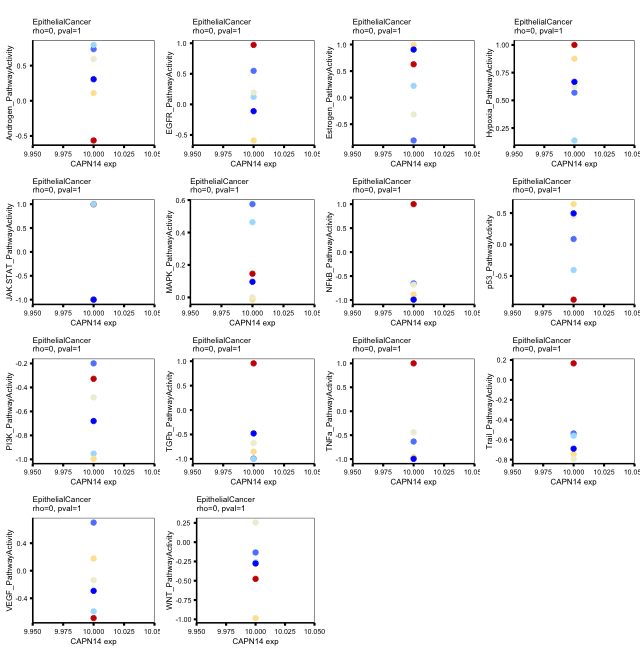 EpithelialCancer
rho=0, pval=1
Androgen_PathwayActivity
0.5
0.0
-0.5
9.950 9.975 10.000 10.025 10.05
CAPN14 exp
EpithelialCancer
rho=0, pval=1
EGFR_PathwayActivity
1.0
0.5
0.0
-0.5
9.950 9.975 10.000 10.025 10.05
CAPN14 exp
EpithelialCancer
rho=0, pval=1
Estrogen_PathwayActivity
1.0
0.5
0.0
-0.5
9.950 9.975 10.000 10.025 10.05
CAPN14 exp
EpithelialCancer
rho=0, pval=1
Hypoxia_PathwayActivity
1.00
0.75
0.50
0.25
9.950 9.975 10.000 10.025 10.05
CAPN14 exp
EpithelialCancer
rho=0, pval=1
JAK.STAT_PathwayActivity
1.0
0.5
0.0
-0.5
-1.0
9.950 9.975 10.000 10.025 10.05
CAPN14 exp
EpithelialCancer
rho=0, pval=1
MAPK_PathwayActivity
0.6
0.4
0.2
0.0
9.950 9.975 10.000 10.025 10.05
CAPN14 exp
EpithelialCancer
rho=0, pval=1
NFkB_PathwayActivity
1.0
0.5
0.0
-0.5
-1.0
9.950 9.975 10.000 10.025 10.05
CAPN14 exp
EpithelialCancer
rho=0, pval=1
p53_PathwayActivity
0.5
0.0
-0.5
9.950 9.975 10.000 10.025 10.05
CAPN14 exp
EpithelialCancer
rho=0, pval=1
PI3K_PathwayActivity
-0.2
-0.4
-0.6
-0.8
-1.0
9.950 9.975 10.000 10.025 10.05
CAPN14 exp
EpithelialCancer
rho=0, pval=1
TGFb_PathwayActivity
1.0
0.5
0.0
-0.5
-1.0
9.950 9.975 10.000 10.025 10.05
CAPN14 exp
EpithelialCancer
rho=0, pval=1
TNFa_PathwayActivity
1.0
0.5
0.0
-0.5
-1.0
9.950 9.975 10.000 10.025 10.05
CAPN14 exp
EpithelialCancer
rho=0, pval=1
Trail_PathwayActivity
0.2
0.0
-0.2
-0.4
-0.6
-0.8
9.950 9.975 10.000 10.025 10.05
CAPN14 exp
EpithelialCancer
rho=0, pval=1
VEGF_PathwayActivity
0.4
0.0
-0.4
9.950 9.975 10.000 10.025 10.05
CAPN14 exp
EpithelialCancer
rho=0, pval=1
WNT_PathwayActivity
0.25
0.00
-0.25
-0.50
-0.75
-1.00
9.950 9.975 10.000 10.025 10.050
CAPN14 exp